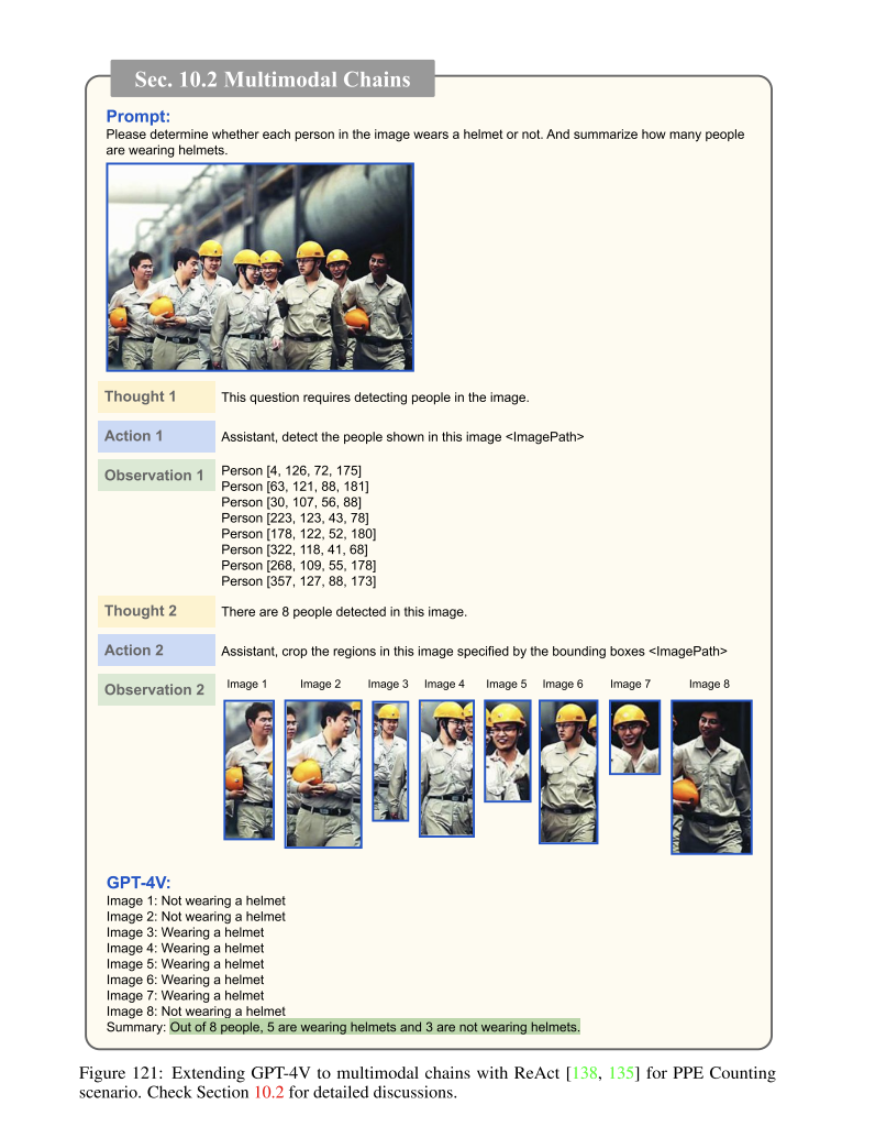 Sec. 10.2 Multimodal Chains
Prompt:
Please determine whether each person in the image wears a helmet or not. And summarize how many people
are wearing helmets.
Thought 1
This question requires detecting people in the image.
Action 1
Assistant, detect the people shown in this image <ImagePath>
Observation 1
Person [4, 126, 72, 175]
Person [63, 121, 88, 181]
Person [30, 107, 56, 88]
Person [223, 123, 43, 78]
Person [178, 122, 52, 180]
Person [322, 118, 41, 68]
Person [268, 109, 55, 178]
Person [357, 127, 88, 173]
Thought 2
There are 8 people detected in this image.
Action 2
Assistant, crop the regions in this image specified by the bounding boxes <ImagePath>
Observation 2
Image 1 Image 2 Image 3 Image 4 Image 5 Image 6 Image 7 Image 8
GPT-4V:
Image 1: Not wearing a helmet
Image 2: Not wearing a helmet
Image 3: Wearing a helmet
Image 4: Wearing a helmet
Image 5: Wearing a helmet
Image 6: Wearing a helmet
Image 7: Wearing a helmet
Image 8: Not wearing a helmet
Summary: Out of 8 people, 5 are wearing helmets and 3 are not wearing helmets.
Figure 121: Extending GPT-4V to multimodal chains with ReAct [138, 135] for PPE Counting
scenario. Check Section 10.2 for detailed discussions.